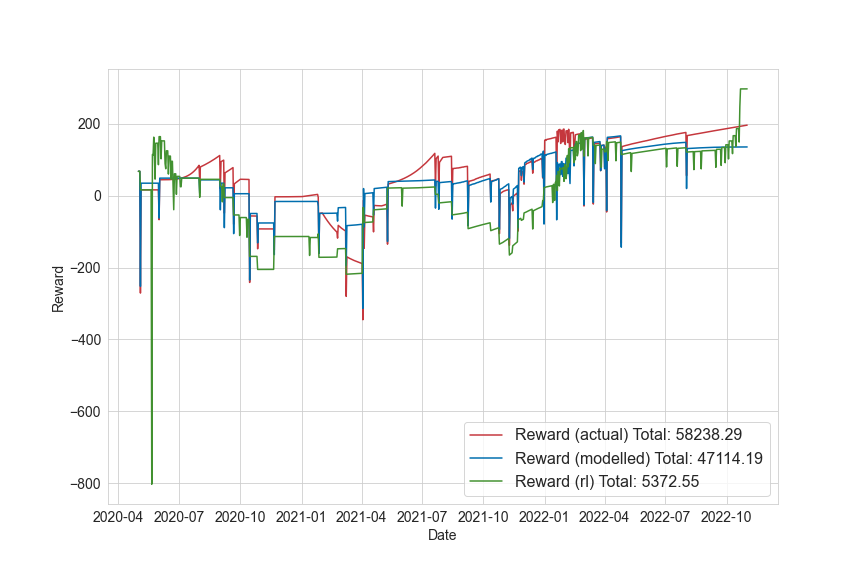 200
0
−200
−400
−600
−800
Reward
Reward (actual) Total: 58238.29
Reward (modelled) Total: 47114.19
Reward (rl) Total: 5372.55
2020-04 2020-07 2020-10 2021-01 2021-04 2021-07 2021-10 2022-01 2022-04 2022-07 2022-10
Date